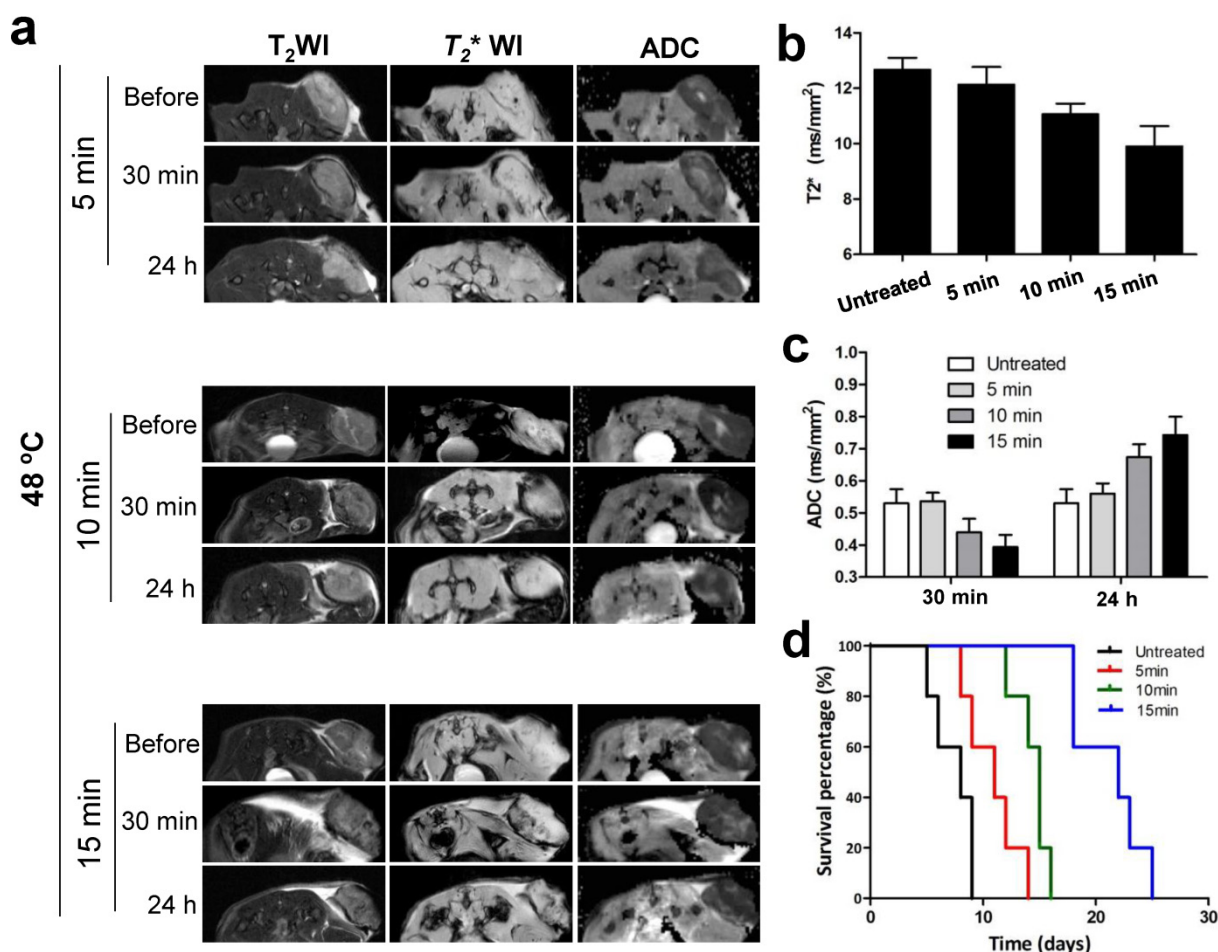 a
T₂WI
T₂* WI
ADC
48 ºC
5 min
Before
30 min
24 h
10 min
Before
30 min
24 h
15 min
Before
30 min
24 h
b
T2* (ms/mm²)
14
12
10
8
6
Untreated
5 min
10 min
15 min
c
ADC (ms/mm²)
1.0
0.9
0.8
0.7
0.6
0.5
0.4
0.3
Untreated
5 min
10 min
15 min
30 min
24 h
d
Survival percentage (%)
100
80
60
40
20
0
Untreated
5min
10min
15min
0
10
20
30
Time (days)